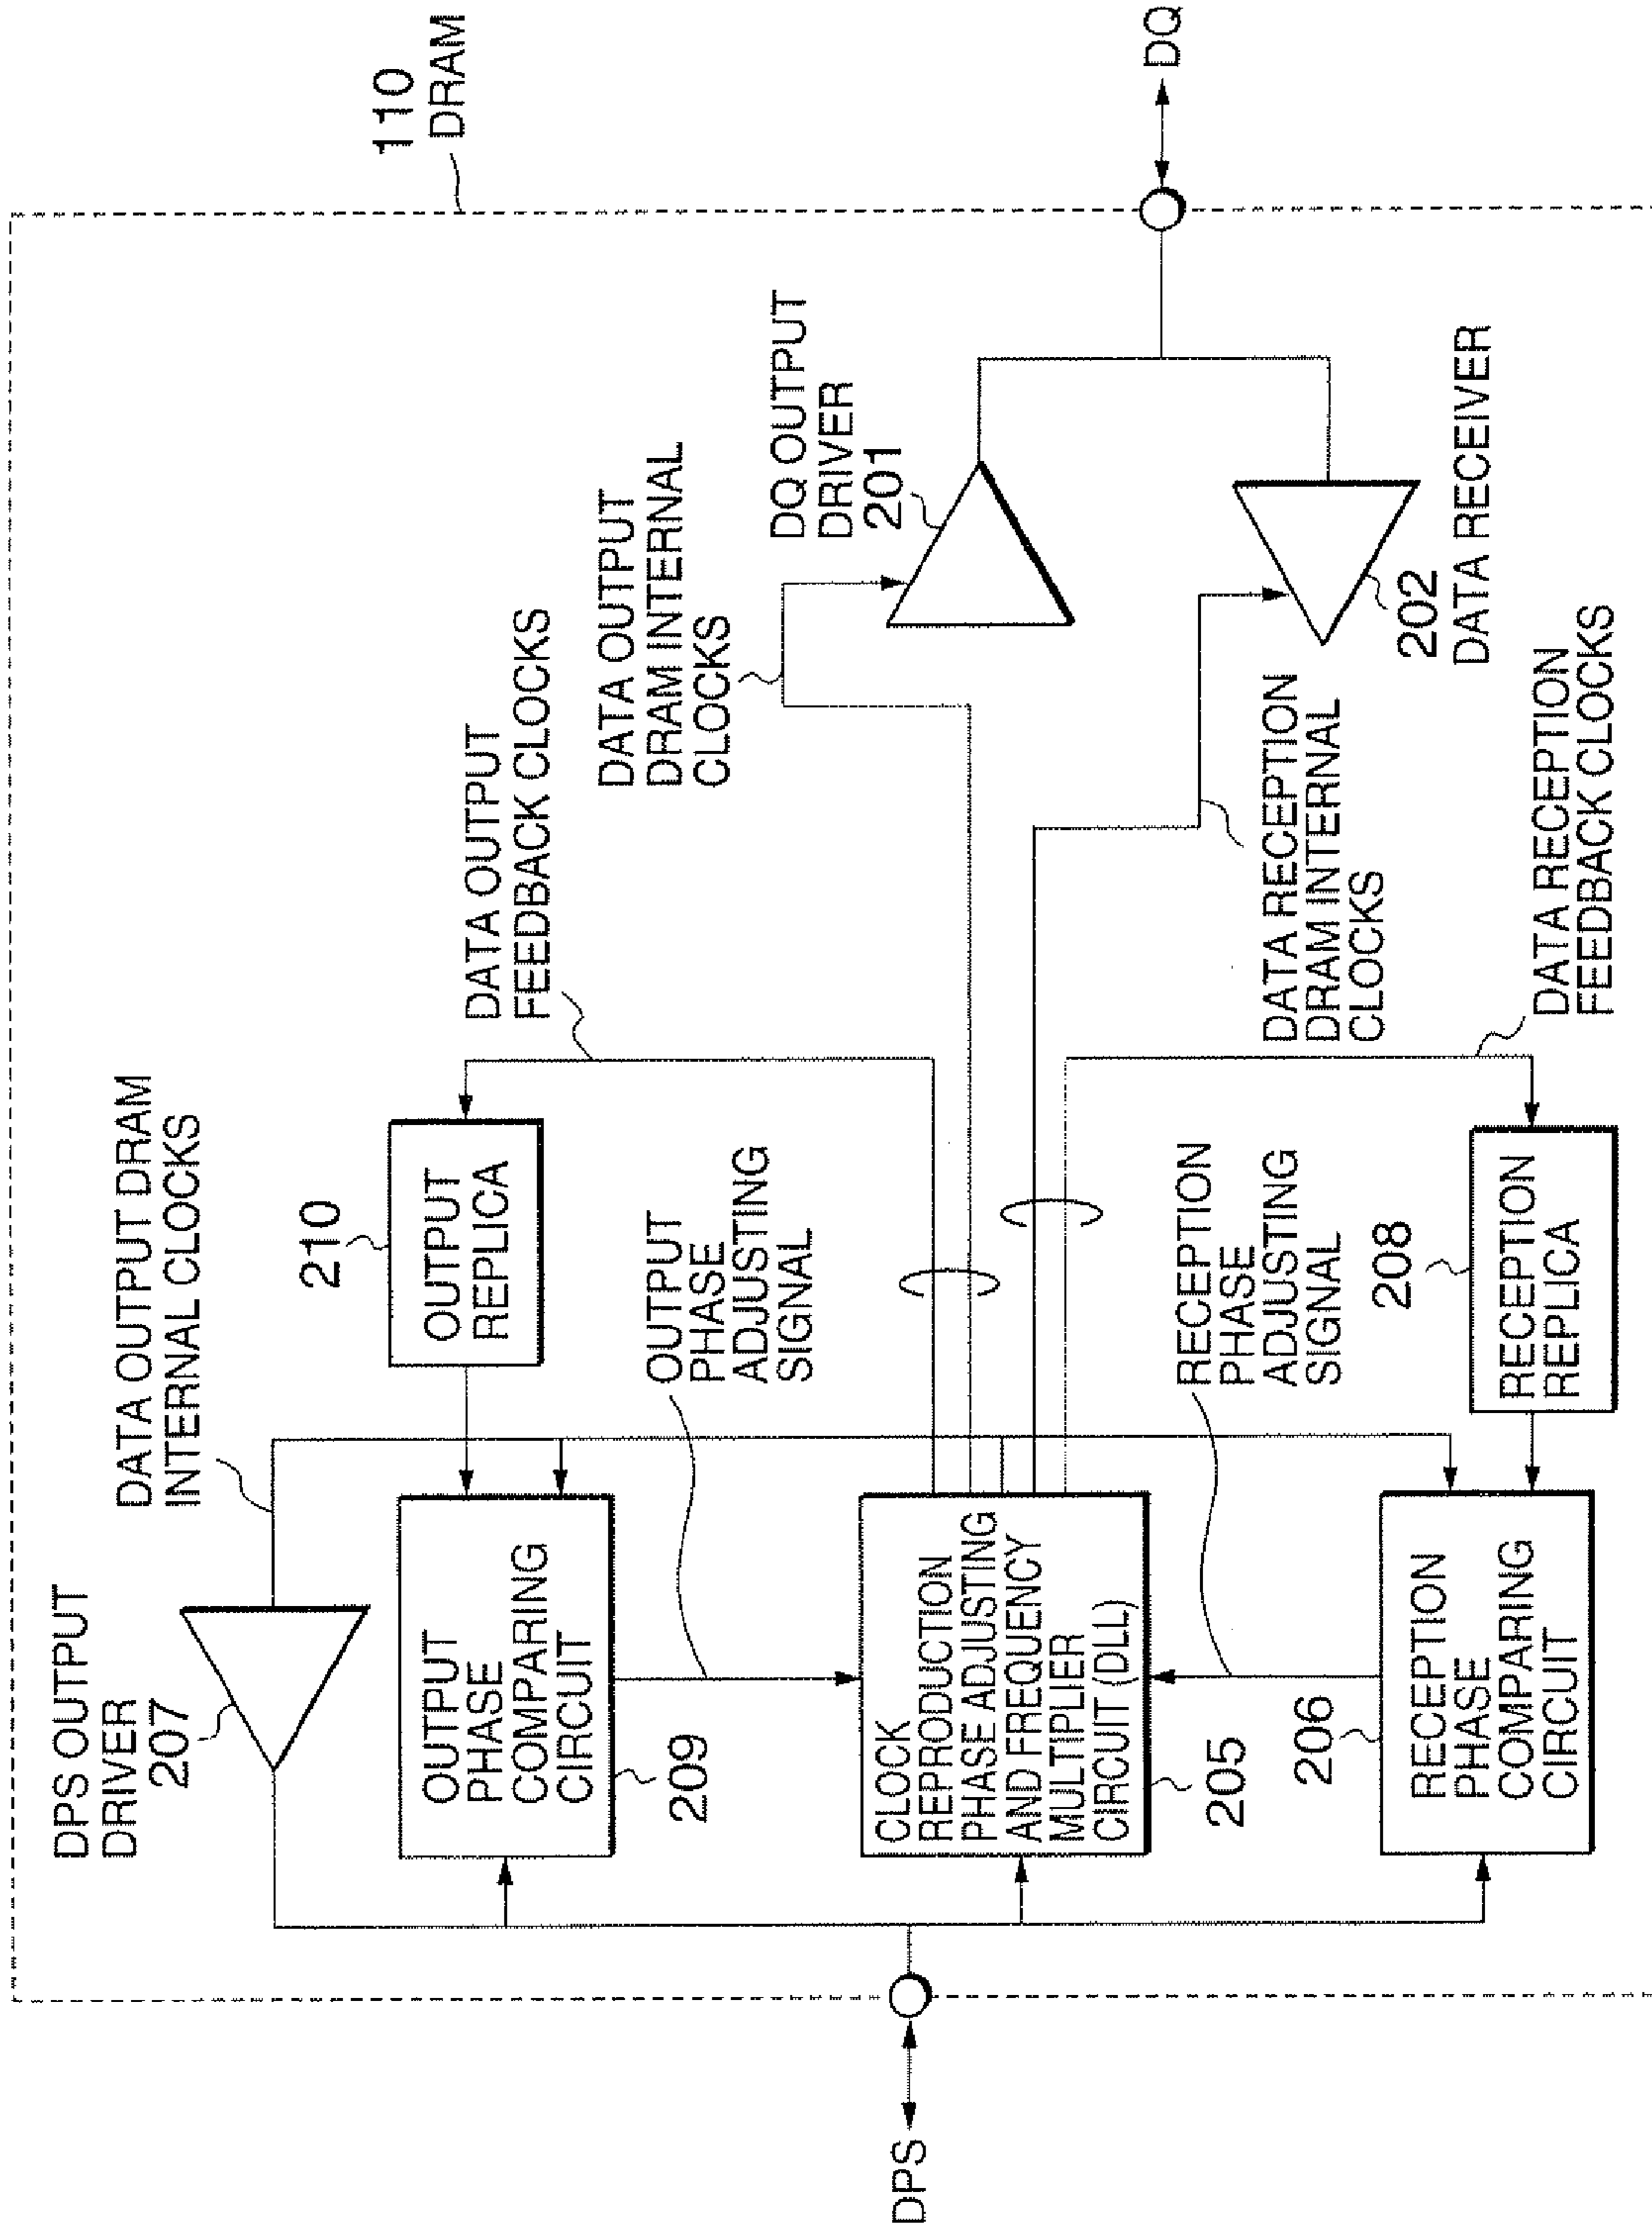 110
DRAM
DPS OUTPUT
DRIVER
207
DATA OUTPUT DRAM
INTERNAL CLOCKS
210
OUTPUT
REPLICA
DATA OUTPUT
FEEDBACK CLOCKS
DATA OUTPUT
DRAM INTERNAL
CLOCKS
DQ OUTPUT
DRIVER
201
OUTPUT
PHASE
COMPARING
CIRCUIT
209
OUTPUT
PHASE
ADJUSTING
SIGNAL
DPS
CLOCK
REPRODUCTION
PHASE ADJUSTING
AND FREQUENCY
MULTIPLIER
CIRCUIT (DLL)
205
DQ
RECEPTION
PHASE
ADJUSTING
SIGNAL
DATA RECEPTION
DRAM INTERNAL
CLOCKS
202
DATA RECEIVER
206
RECEPTION
PHASE
COMPARING
CIRCUIT
208
RECEPTION
REPLICA
DATA RECEPTION
FEEDBACK CLOCKS